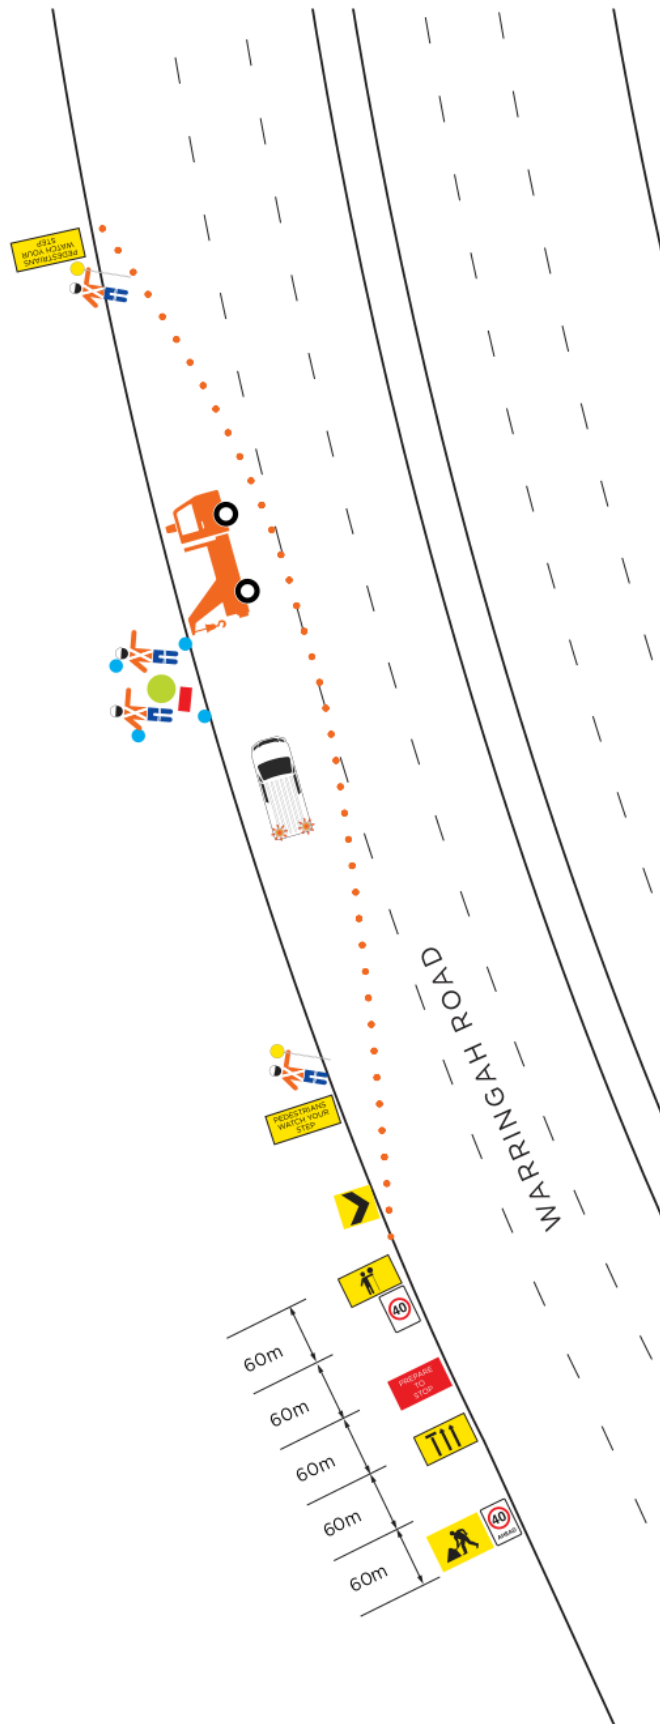 PEDESTRIANS
WATCH YOUR
STEP
WARRINGAH ROAD
PEDESTRIANS
WATCH YOUR
STEP
40
60m
PREPARE
TO
STOP
60m
60m
60m
40
AHEAD
60m